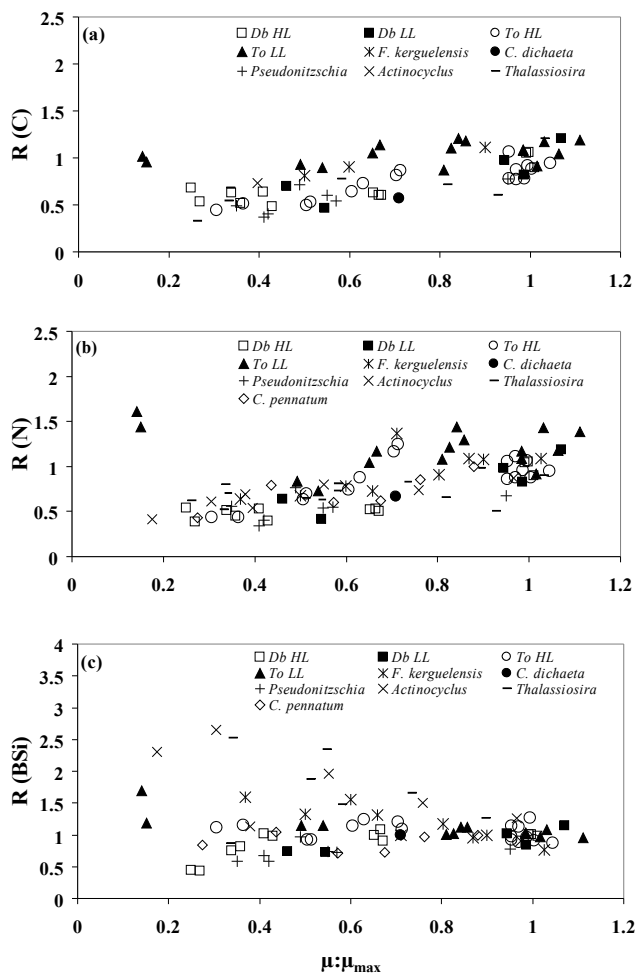 2.5
(a)
Db HL Db LL To HL
To LL F. kerguelensis C. dichaeta
Pseudonitzschia Actinocyclus Thalassiosira
2
1.5
R (C)
1
0.5
0
0 0.2 0.4 0.6 0.8 1 1.2
2.5
(b)
Db HL Db LL To HL
To LL F. kerguelensis C. dichaeta
Pseudonitzschia Actinocyclus Thalassiosira
C. pennatum
2
1.5
R (N)
1
0.5
0
0 0.2 0.4 0.6 0.8 1 1.2
4
(c)
Db HL Db LL To HL
To LL F. kerguelensis C. dichaeta
Pseudonitzschia Actinocyclus Thalassiosira
C. pennatum
3.5
3
2.5
2
R (BSi)
1.5
1
0.5
0
0 0.2 0.4 0.6 0.8 1 1.2
μ:μmax